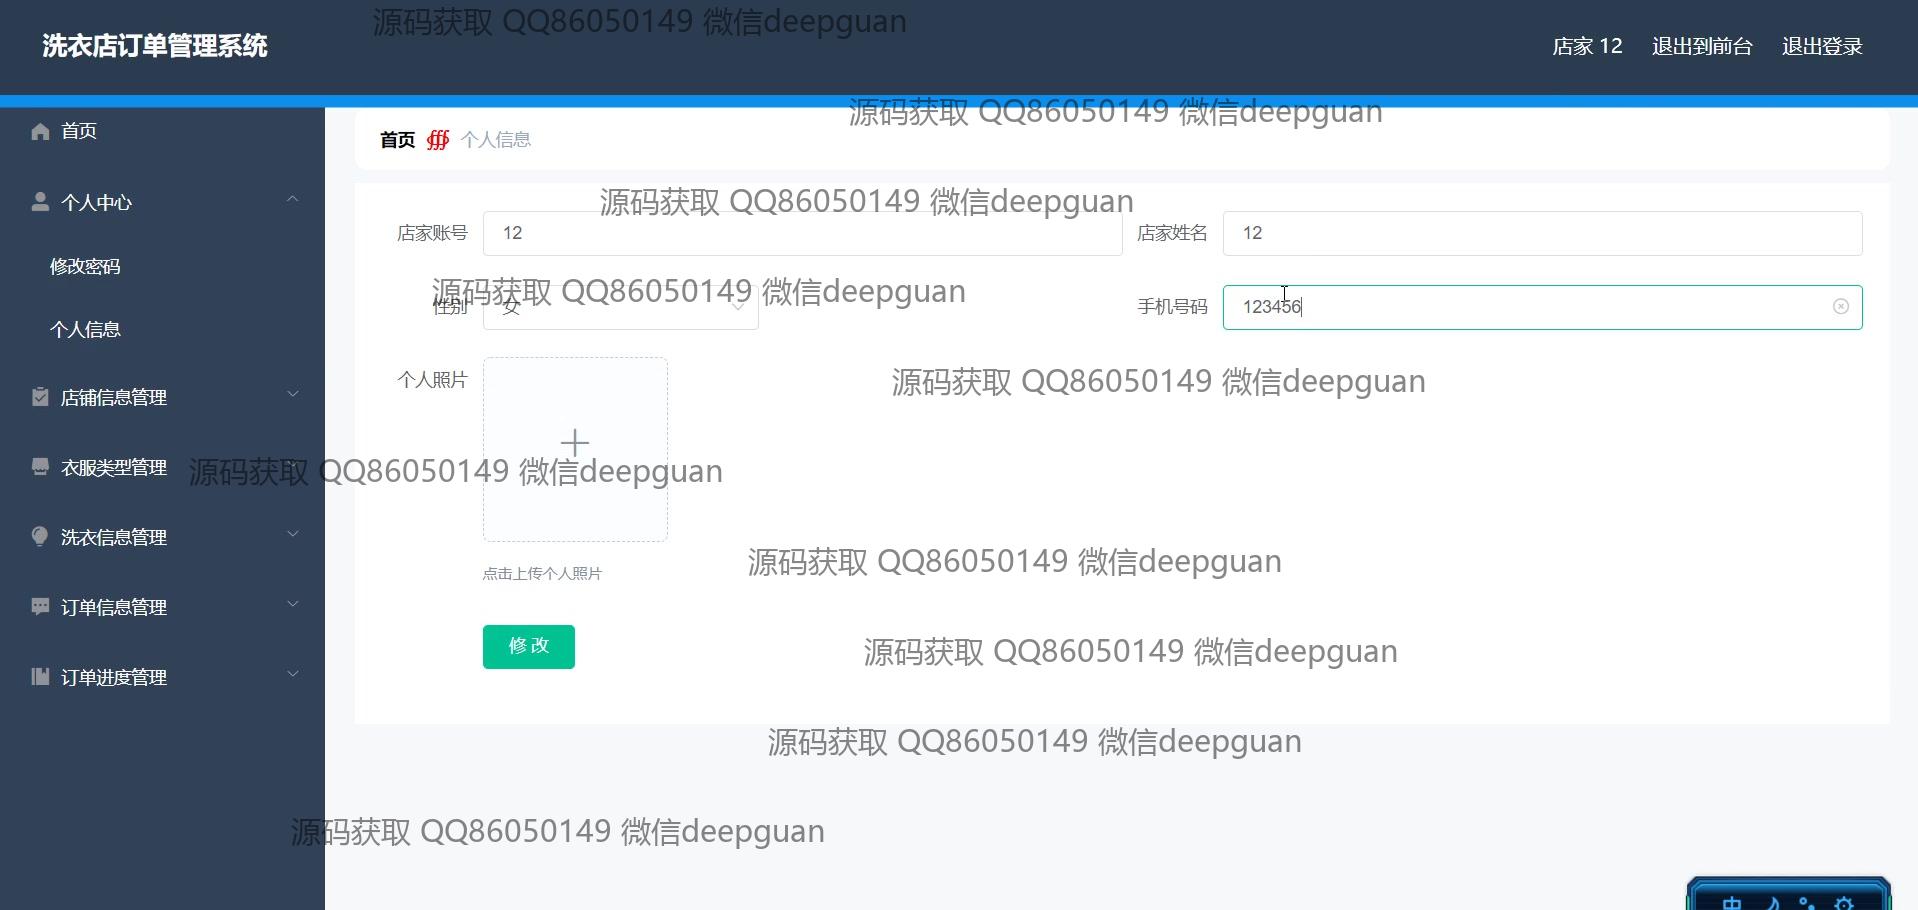 源码获取 QQ86050149 微信deepguan
洗衣店订单管理系统
店家 12
退出到前台
退出登录
源码获取 QQ86050149 微信deepguan
首页
首页 个人信息
个人中心
源码获取 QQ86050149 微信deepguan
店家账号 12
店家姓名 12
修改密码
源码获取 QQ86050149 微信deepguan
性别 女
手机号码 123456
个人信息
个人照片
源码获取 QQ86050149 微信deepguan
店铺信息管理
衣服类型管理
源码获取 QQ86050149 微信deepguan
洗衣信息管理
源码获取 QQ86050149 微信deepguan
点击上传个人照片
订单信息管理
修改
源码获取 QQ86050149 微信deepguan
订单进度管理
源码获取 QQ86050149 微信deepguan
源码获取 QQ86050149 微信deepguan
中